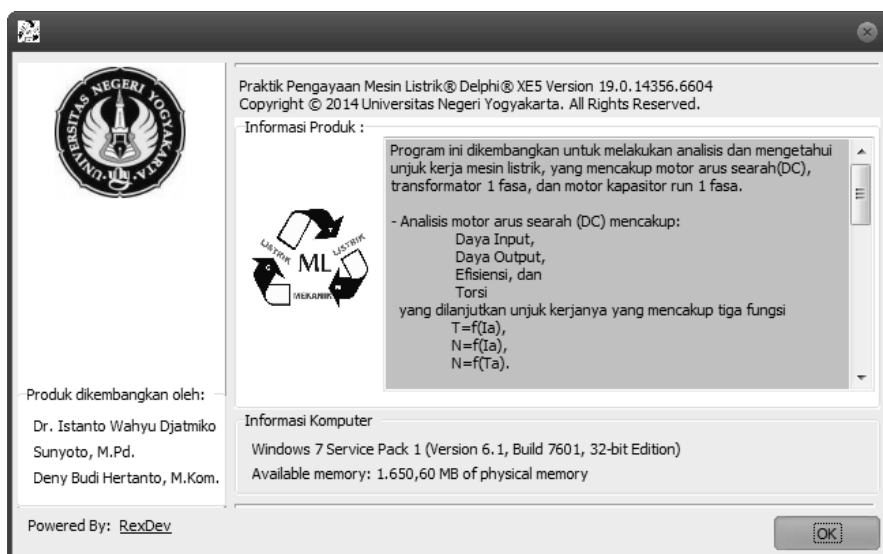 UNIVERSITAS NEGERI YOGYAKARTA
Praktik Pengayaan Mesin Listrik® Delphi® XE5 Version 19.0.14356.6604
Copyright © 2014 Universitas Negeri Yogyakarta. All Rights Reserved.
Informasi Produk :
LISTRIK
LISTRIK
ML
MEKANIK
Program ini dikembangkan untuk melakukan analisis dan mengetahui
unjuk kerja mesin listrik, yang mencakup motor arus searah(DC),
transformator 1 fasa, dan motor kapasitor run 1 fasa.
- Analisis motor arus searah (DC) mencakup:
Daya Input,
Daya Output,
Efisiensi, dan
Torsi
yang dilanjutkan unjuk kerjanya yang mencakup tiga fungsi
T=f(Ia),
N=f(Ia),
N=f(Ta).
Produk dikembangkan oleh:
Dr. Istanto Wahyu Djatmiko
Sunyoto, M.Pd.
Deny Budi Hertanto, M.Kom.
Informasi Komputer
Windows 7 Service Pack 1 (Version 6.1, Build 7601, 32-bit Edition)
Available memory: 1.650,60 MB of physical memory
Powered By: RexDev
OK